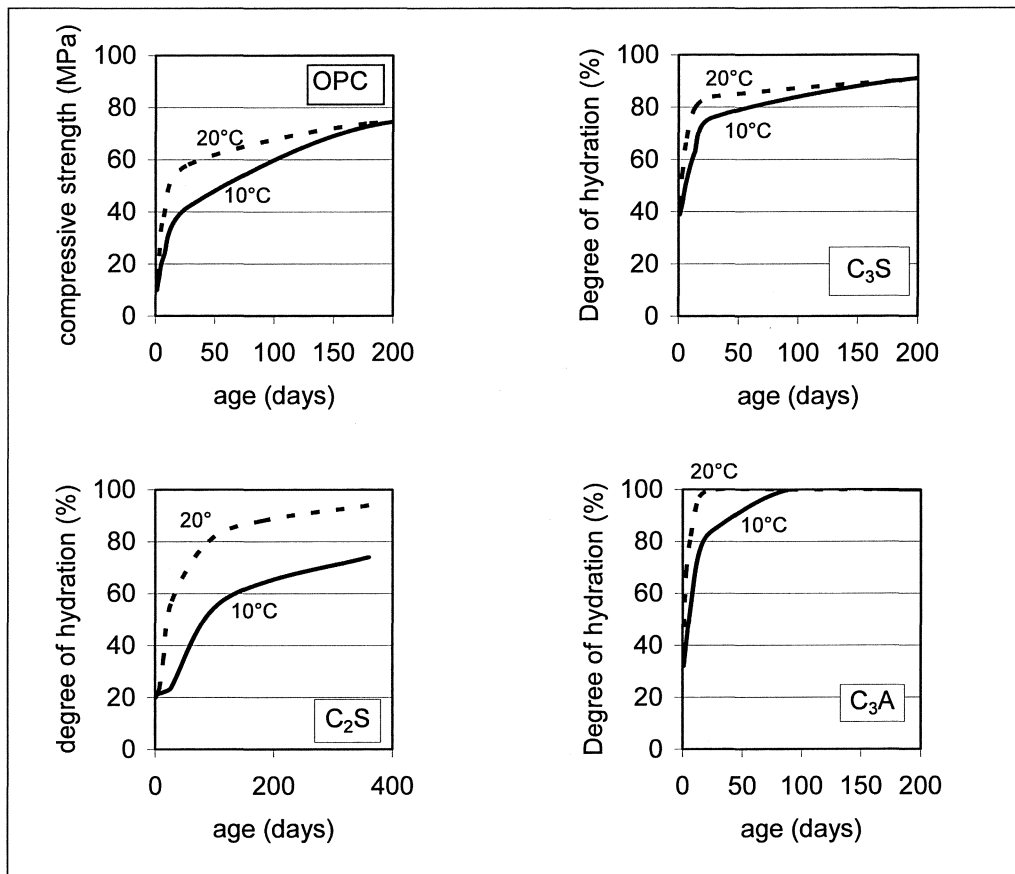 compressive strength (MPa)
100
80
60
40
20
0
OPC
20°C
10°C
0 50 100 150 200
age (days)
Degree of hydration (%)
100
80
60
40
20
0
20°C
10°C
C₃S
0 50 100 150 200
age (days)
degree of hydration (%)
100
80
60
40
20
0
20°
10°C
C₂S
0 200 400
age (days)
Degree of hydration (%)
20°C
100
80
60
40
20
0
10°C
C₃A
0 50 100 150 200
age (days)